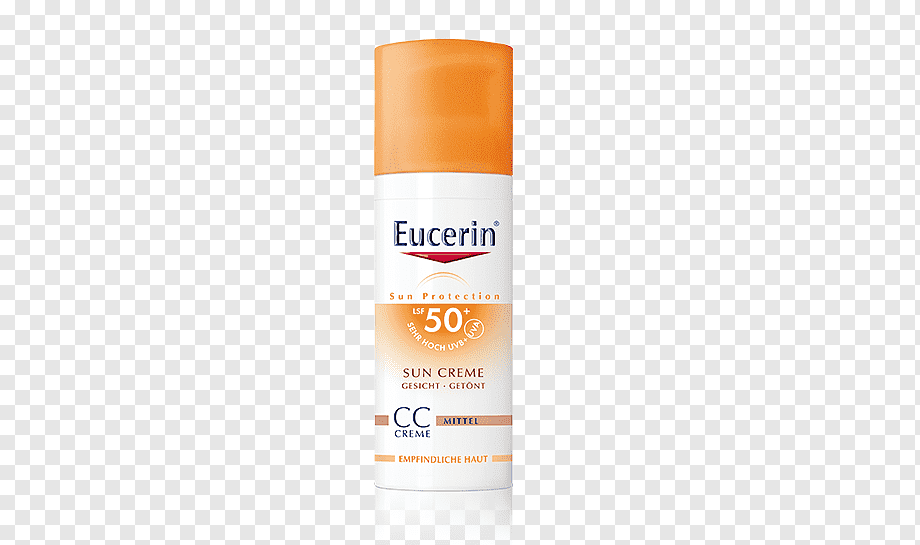 Eucerin®
Sun Protection
LSF 50+
SEHR HOCH UVB+ UVA
SUN CREME
GESICHT · GETÖNT
CC MITTEL
CREME
EMPFINDLICHE HAUT